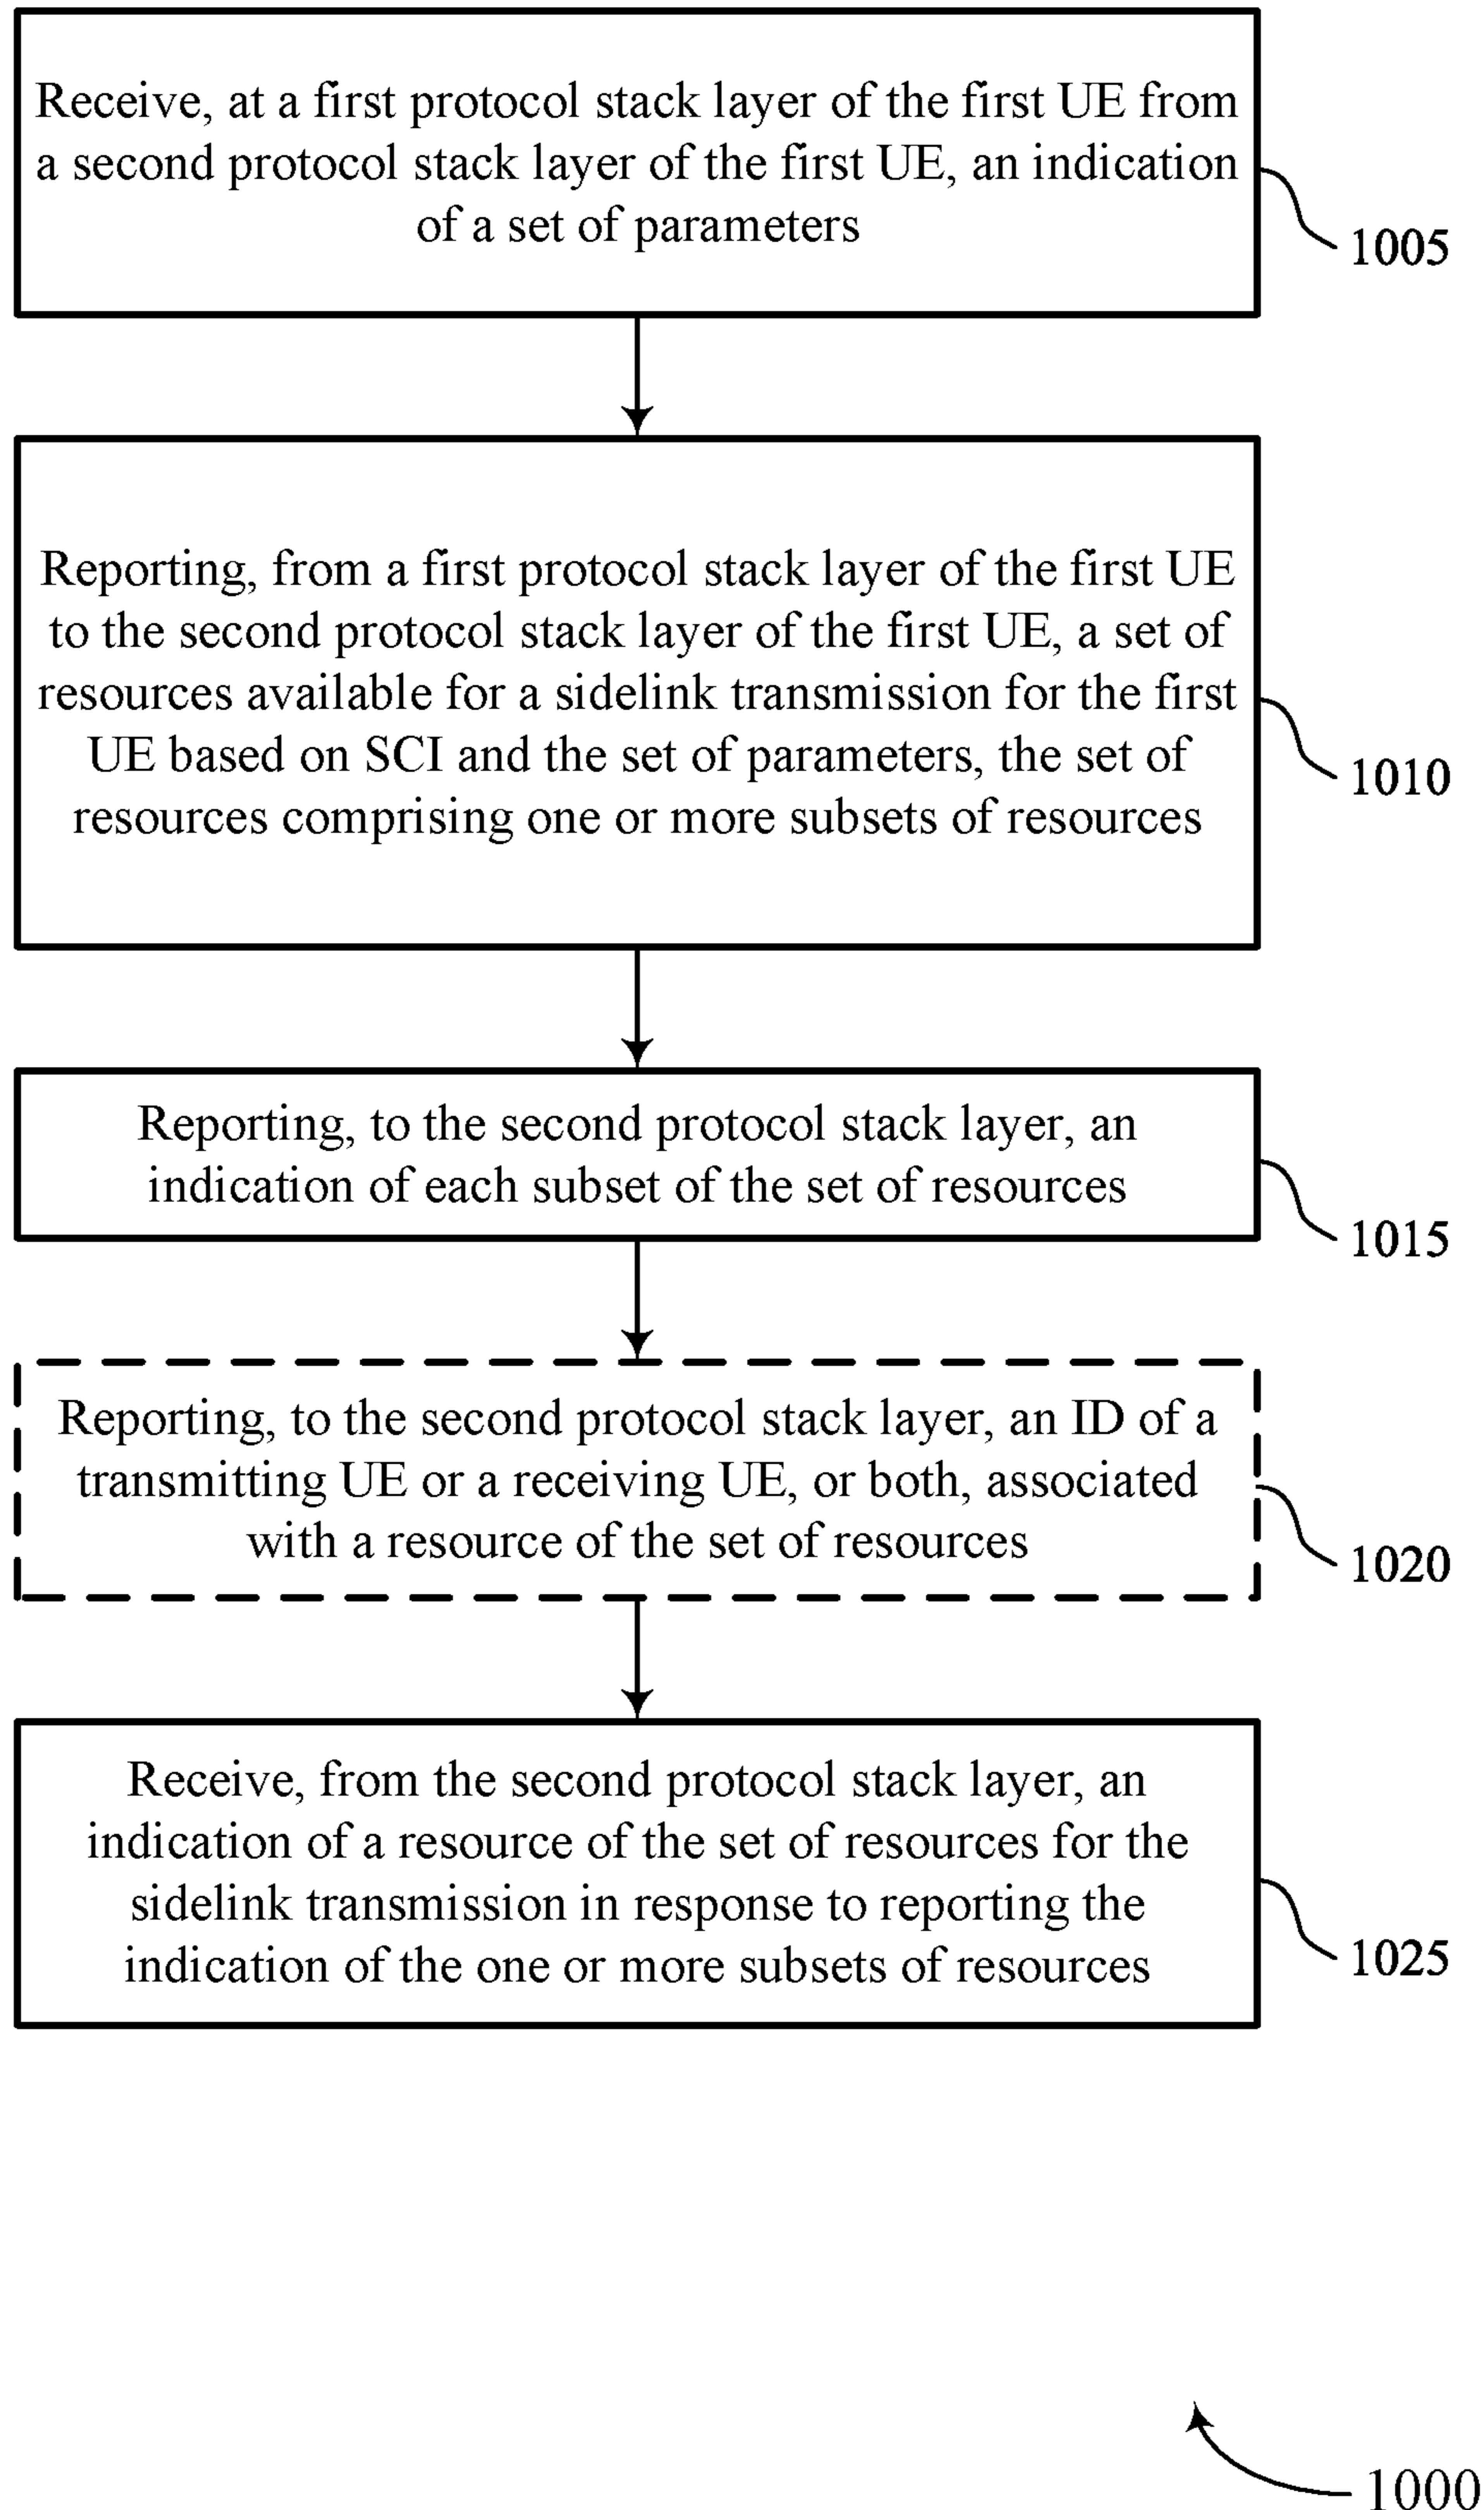 Receive, at a first protocol stack layer of the first UE from
a second protocol stack layer of the first UE, an indication
of a set of parameters
1005
Reporting, from a first protocol stack layer of the first UE
to the second protocol stack layer of the first UE, a set of
resources available for a sidelink transmission for the first
UE based on SCI and the set of parameters, the set of
resources comprising one or more subsets of resources
1010
Reporting, to the second protocol stack layer, an
indication of each subset of the set of resources
1015
Reporting, to the second protocol stack layer, an ID of a
transmitting UE or a receiving UE, or both, associated
with a resource of the set of resources
1020
Receive, from the second protocol stack layer, an
indication of a resource of the set of resources for the
sidelink transmission in response to reporting the
indication of the one or more subsets of resources
1025
1000